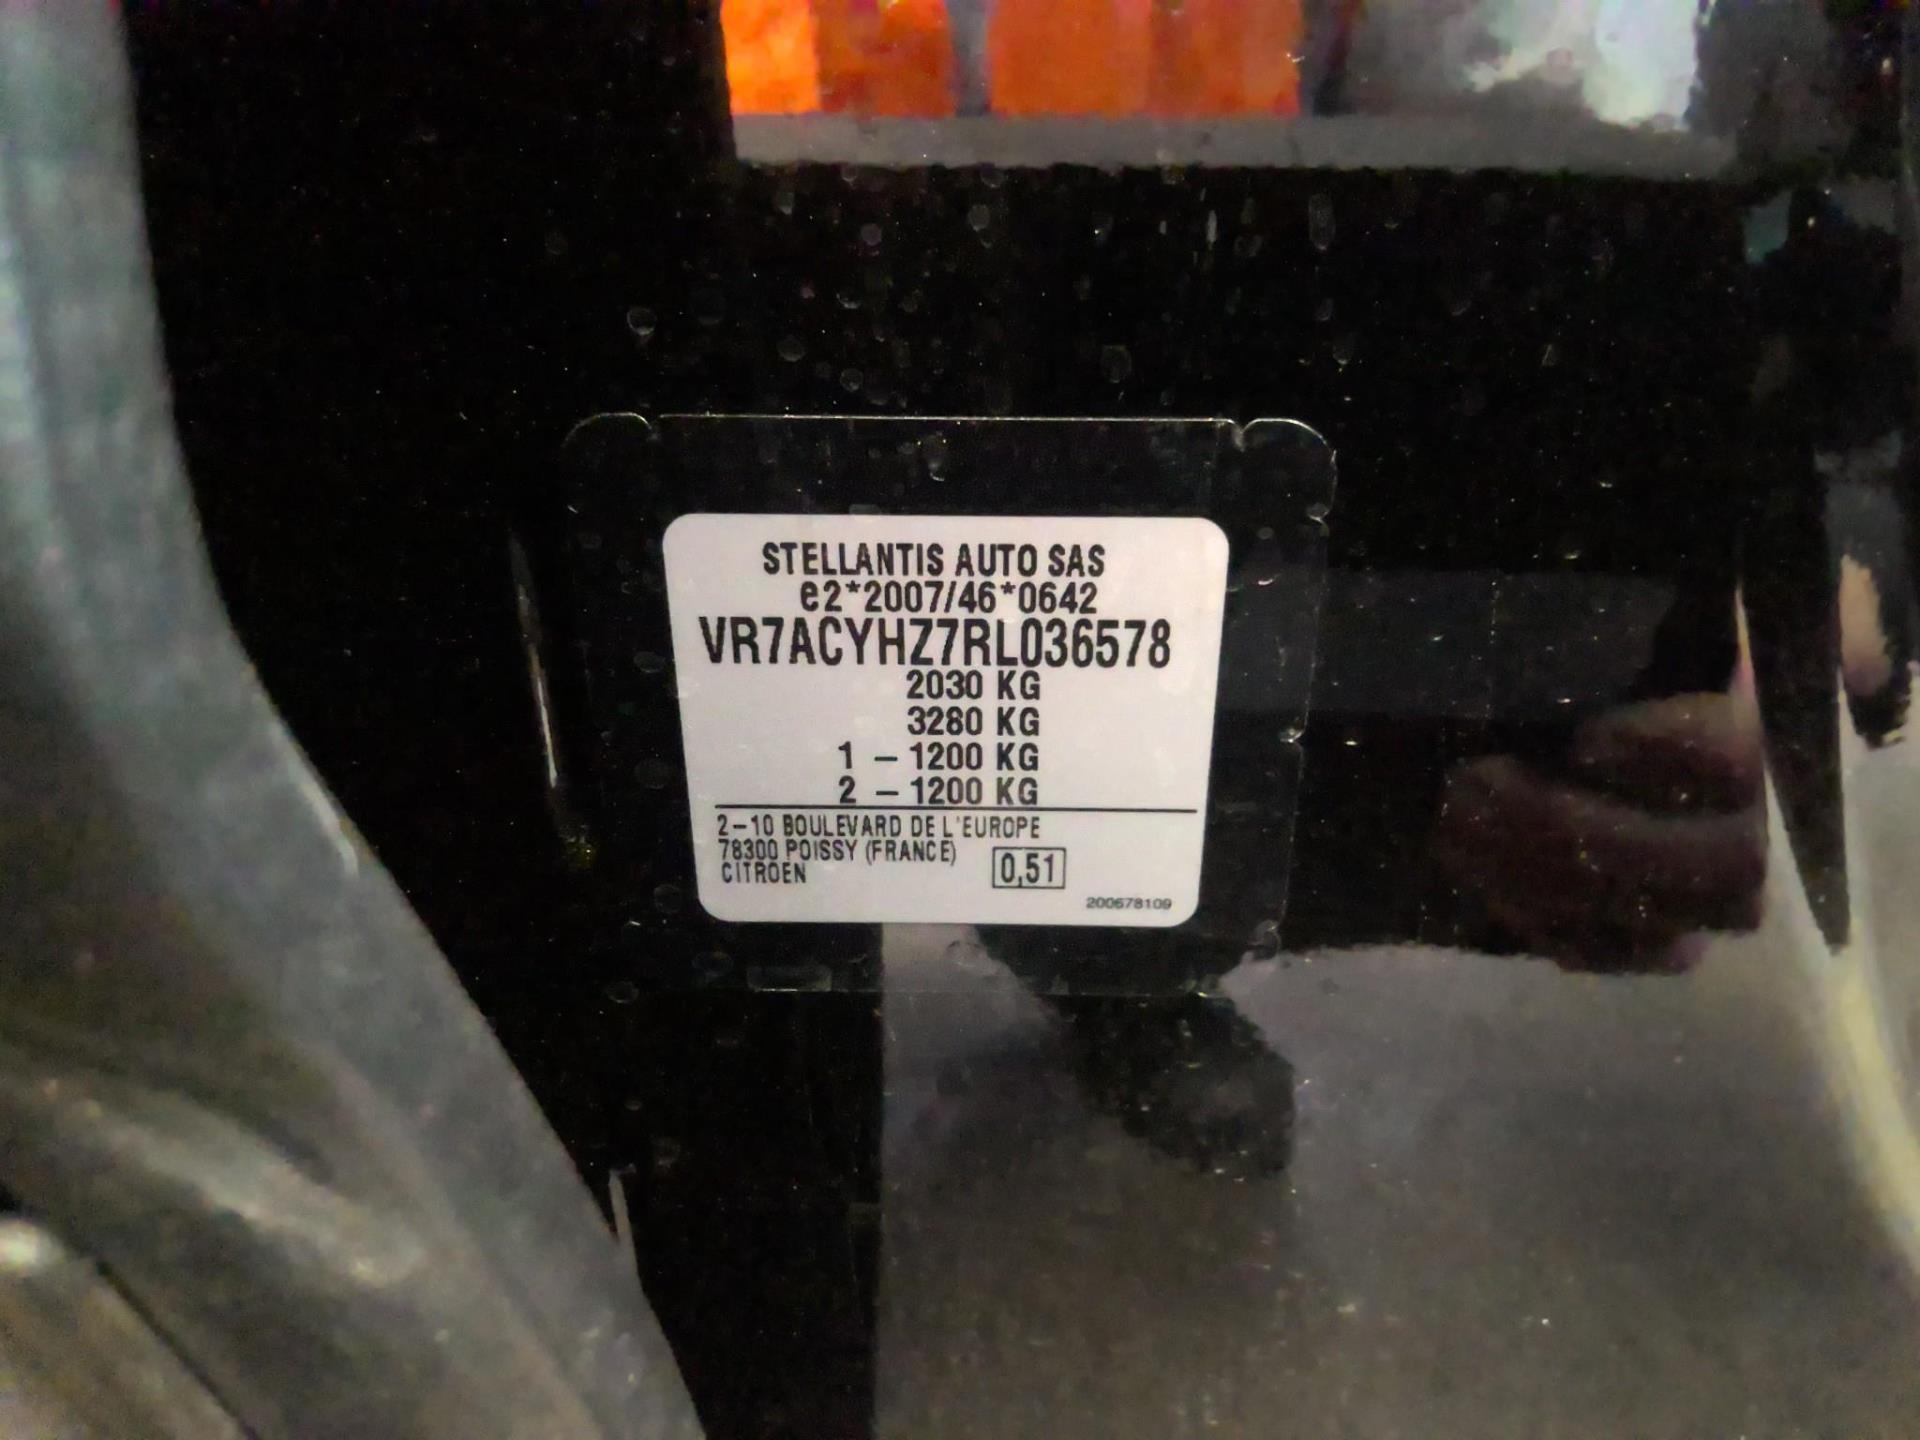 STELLANTIS AUTO SAS
e2*2007/46*0642
VR7ACYHZ7RL036578
2030 KG
3280 KG
1 – 1200 KG
2 – 1200 KG
2–10 BOULEVARD DE L'EUROPE
78300 POISSY (FRANCE)
CITROEN
0,51
200678109